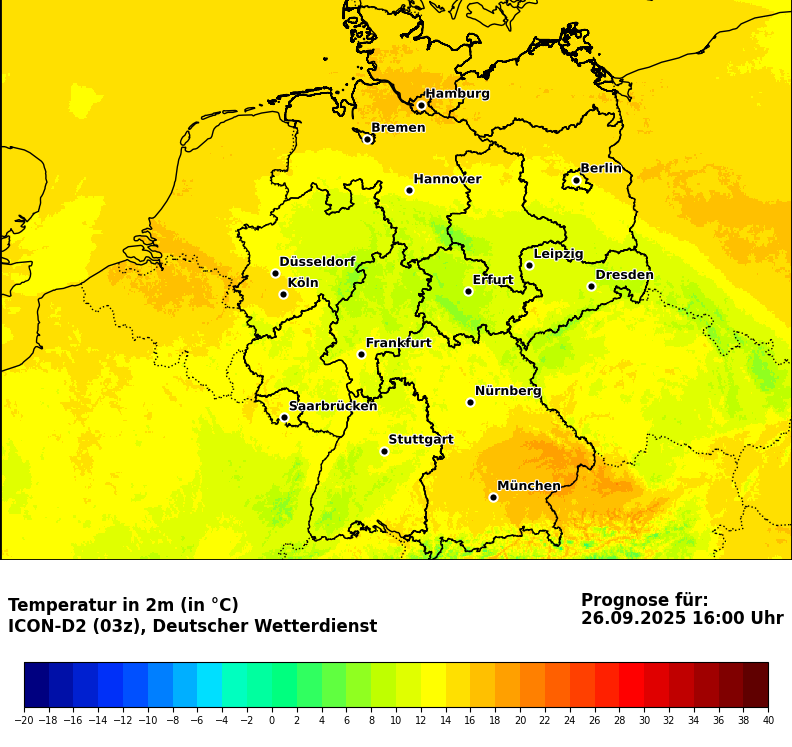 Hamburg
Bremen
Berlin
Hannover
Leipzig
Düsseldorf
Dresden
Erfurt
Köln
Frankfurt
Nürnberg
Saarbrücken
Stuttgart
München
Temperatur in 2m (in °C)
ICON-D2 (03z), Deutscher Wetterdienst
Prognose für:
26.09.2025 16:00 Uhr
−20 −18 −16 −14 −12 −10 −8 −6 −4 −2 0 2 4 6 8 10 12 14 16 18 20 22 24 26 28 30 32 34 36 38 40